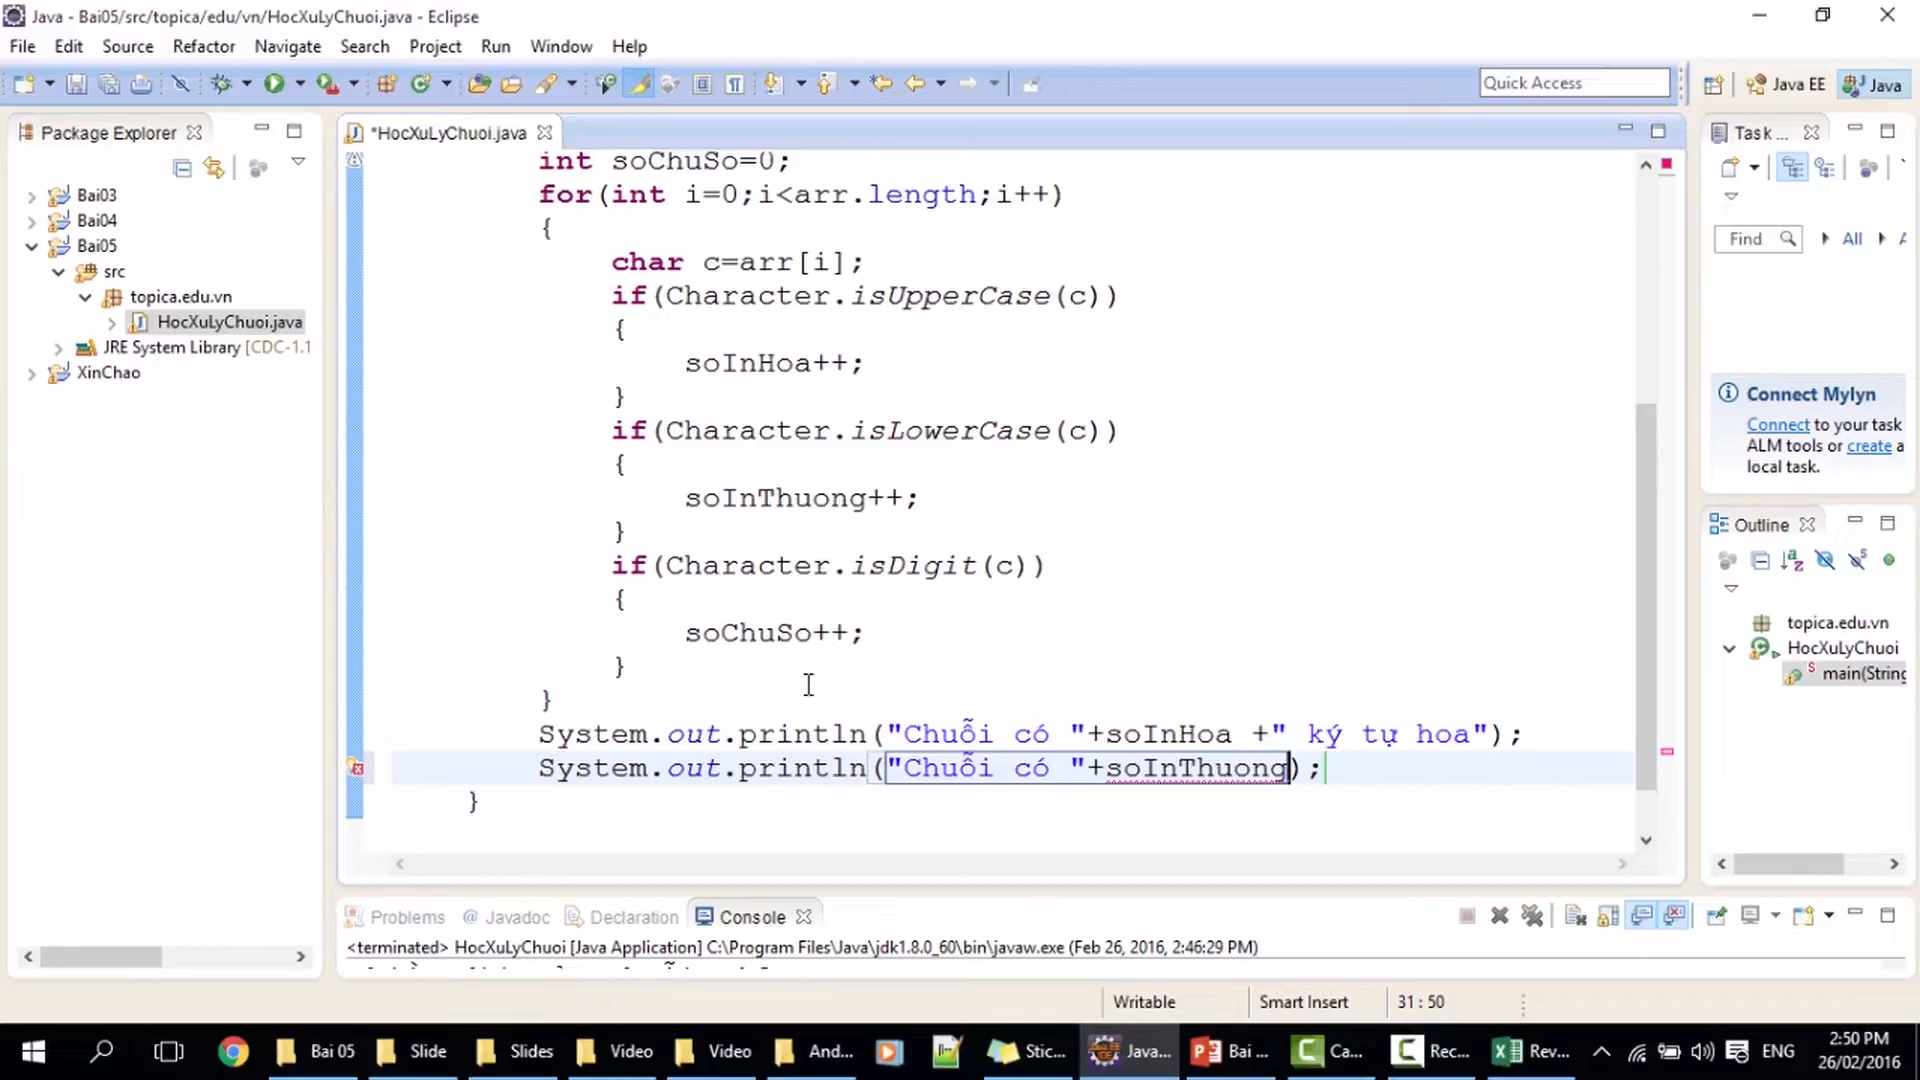 Java - Bai05/src/topica/edu/vn/HocXuLyChuoi.java - Eclipse
File Edit Source Refactor Navigate Search Project Run Window Help
Quick Access
Java EE
Java
Package Explorer
Bai03
Bai04
Bai05
src
topica.edu.vn
HocXuLyChuoi.java
JRE System Library [CDC-1.1
XinChao
*HocXuLyChuoi.java
int soChuSo=0;
for(int i=0;i<arr.length;i++)
{
char c=arr[i];
if(Character.isUpperCase(c))
{
soInHoa++;
}
if(Character.isLowerCase(c))
{
soInThuong++;
}
if(Character.isDigit(c))
{
soChuSo++;
}
}
System.out.println("Chuỗi có "+soInHoa +" ký tự hoa");
System.out.println("Chuỗi có "+soInThuong);
}
Task ...
Find
All
Connect Mylyn
Connect to your task
ALM tools or create a
local task.
Outline
topica.edu.vn
HocXuLyChuoi
main(String
Problems @ Javadoc Declaration Console
<terminated> HocXuLyChuoi [Java Application] C:\Program Files\Java\jdk1.8.0_60\bin\javaw.exe (Feb 26, 2016, 2:46:29 PM)
Writable Smart Insert 31 : 50
Bai 05 Slide Slides Video Video And... Stic... Java... Bai ... Ca... Rec... Rev... ENG
2:50 PM
26/02/2016